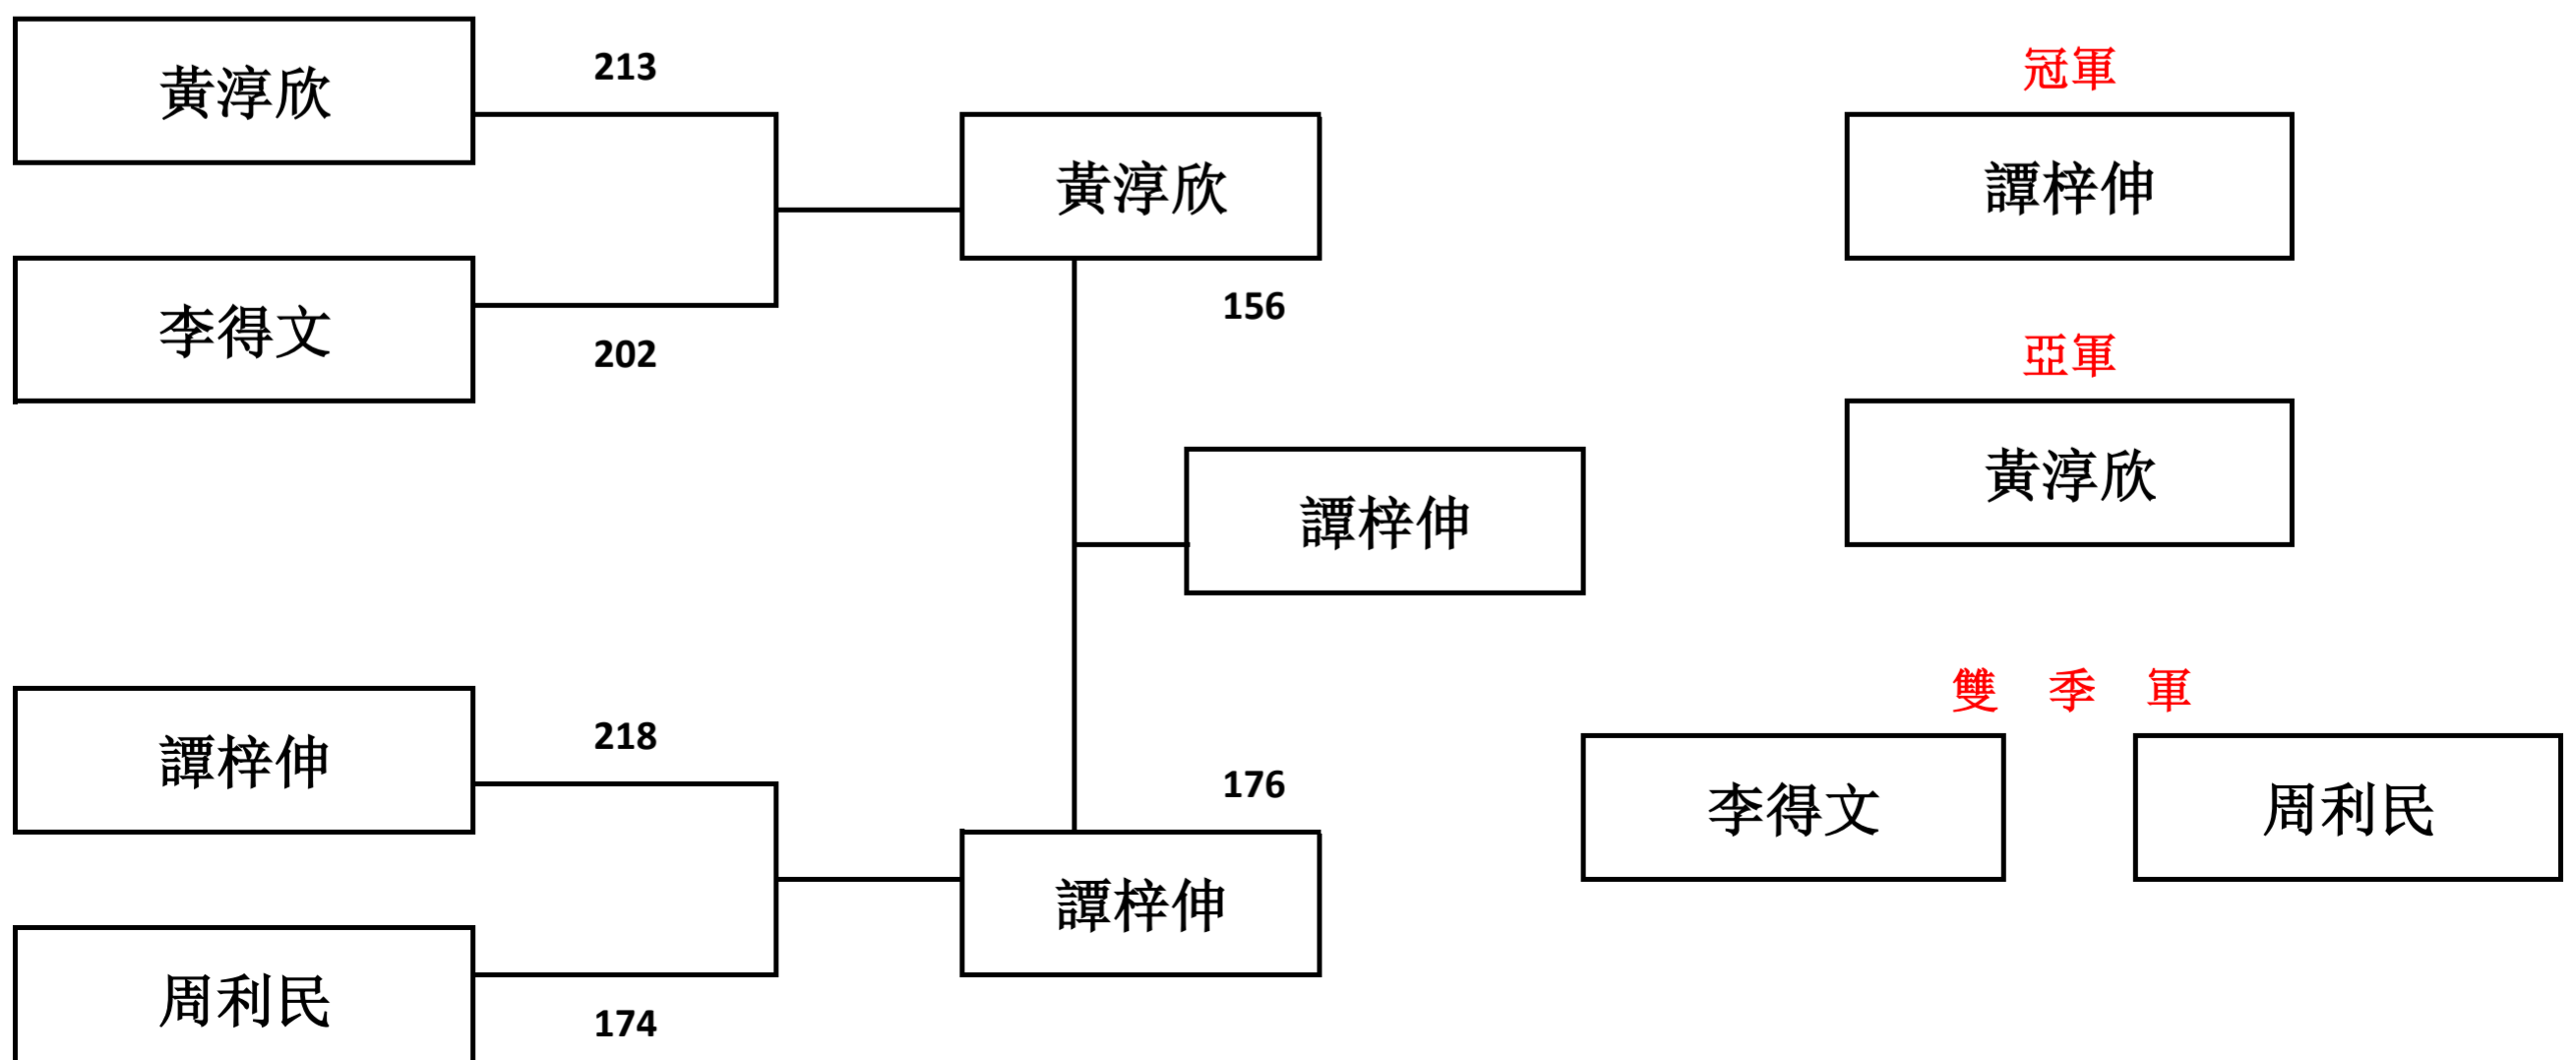 黃淳欣
213
李得文
202
黃淳欣
156
譚梓伸
譚梓伸
218
周利民
174
176
譚梓伸
冠軍
譚梓伸
亞軍
黃淳欣
雙 季 軍
李得文
周利民